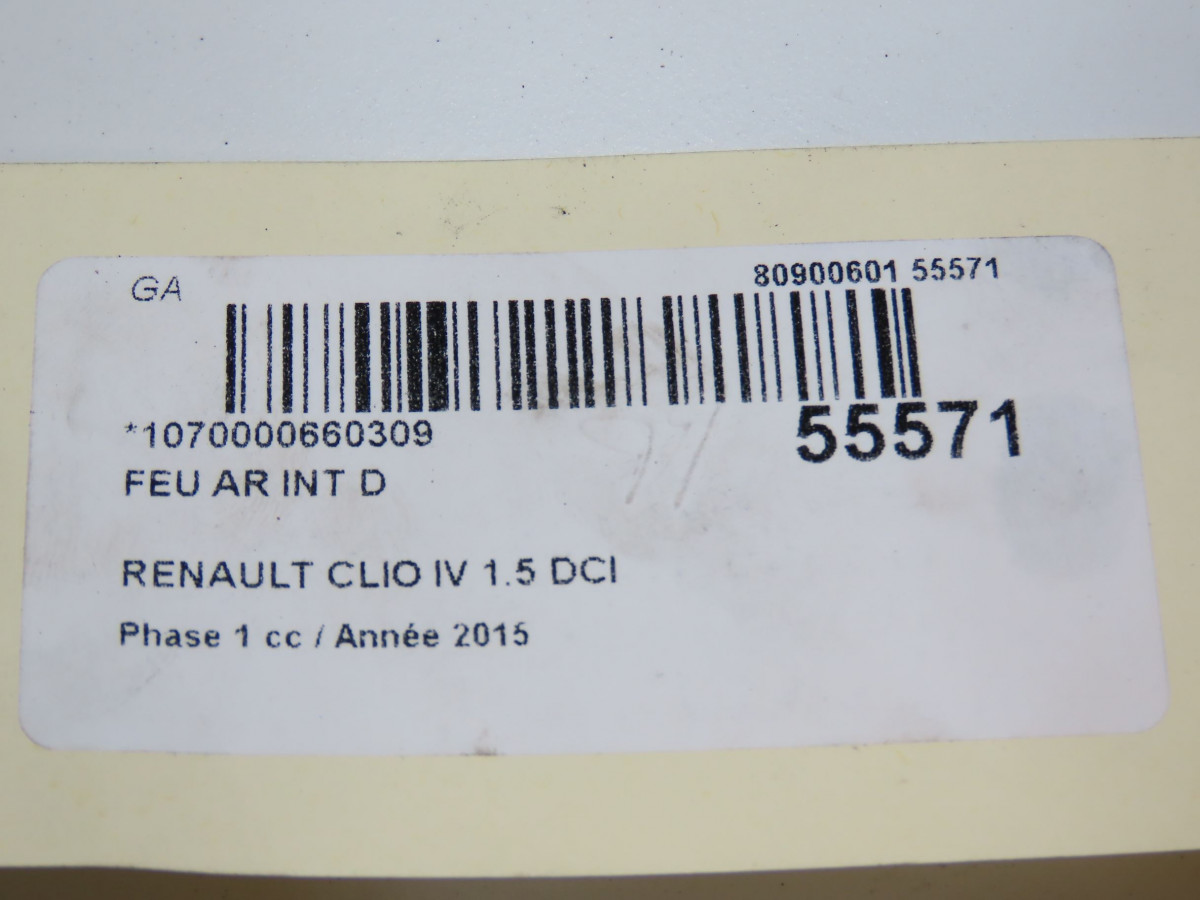 GA
80900601 55571
*1070000660309
55571
FEU AR INT D
RENAULT CLIO IV 1.5 DCI
Phase 1 cc / Année 2015